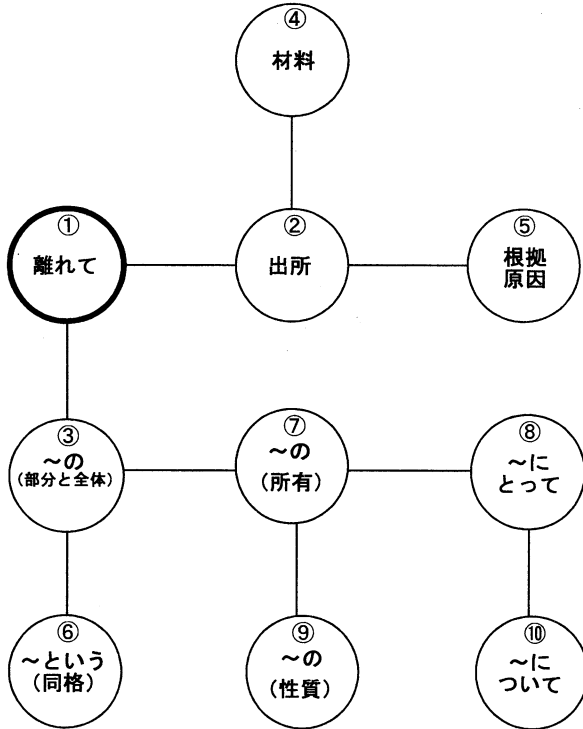 ④
材料
①
離れて
②
出所
⑤
根拠
原因
③
～の
(部分と全体)
⑦
～の
(所有)
⑧
～に
とって
⑥
～という
(同格)
⑨
～の
(性質)
⑩
～に
ついて